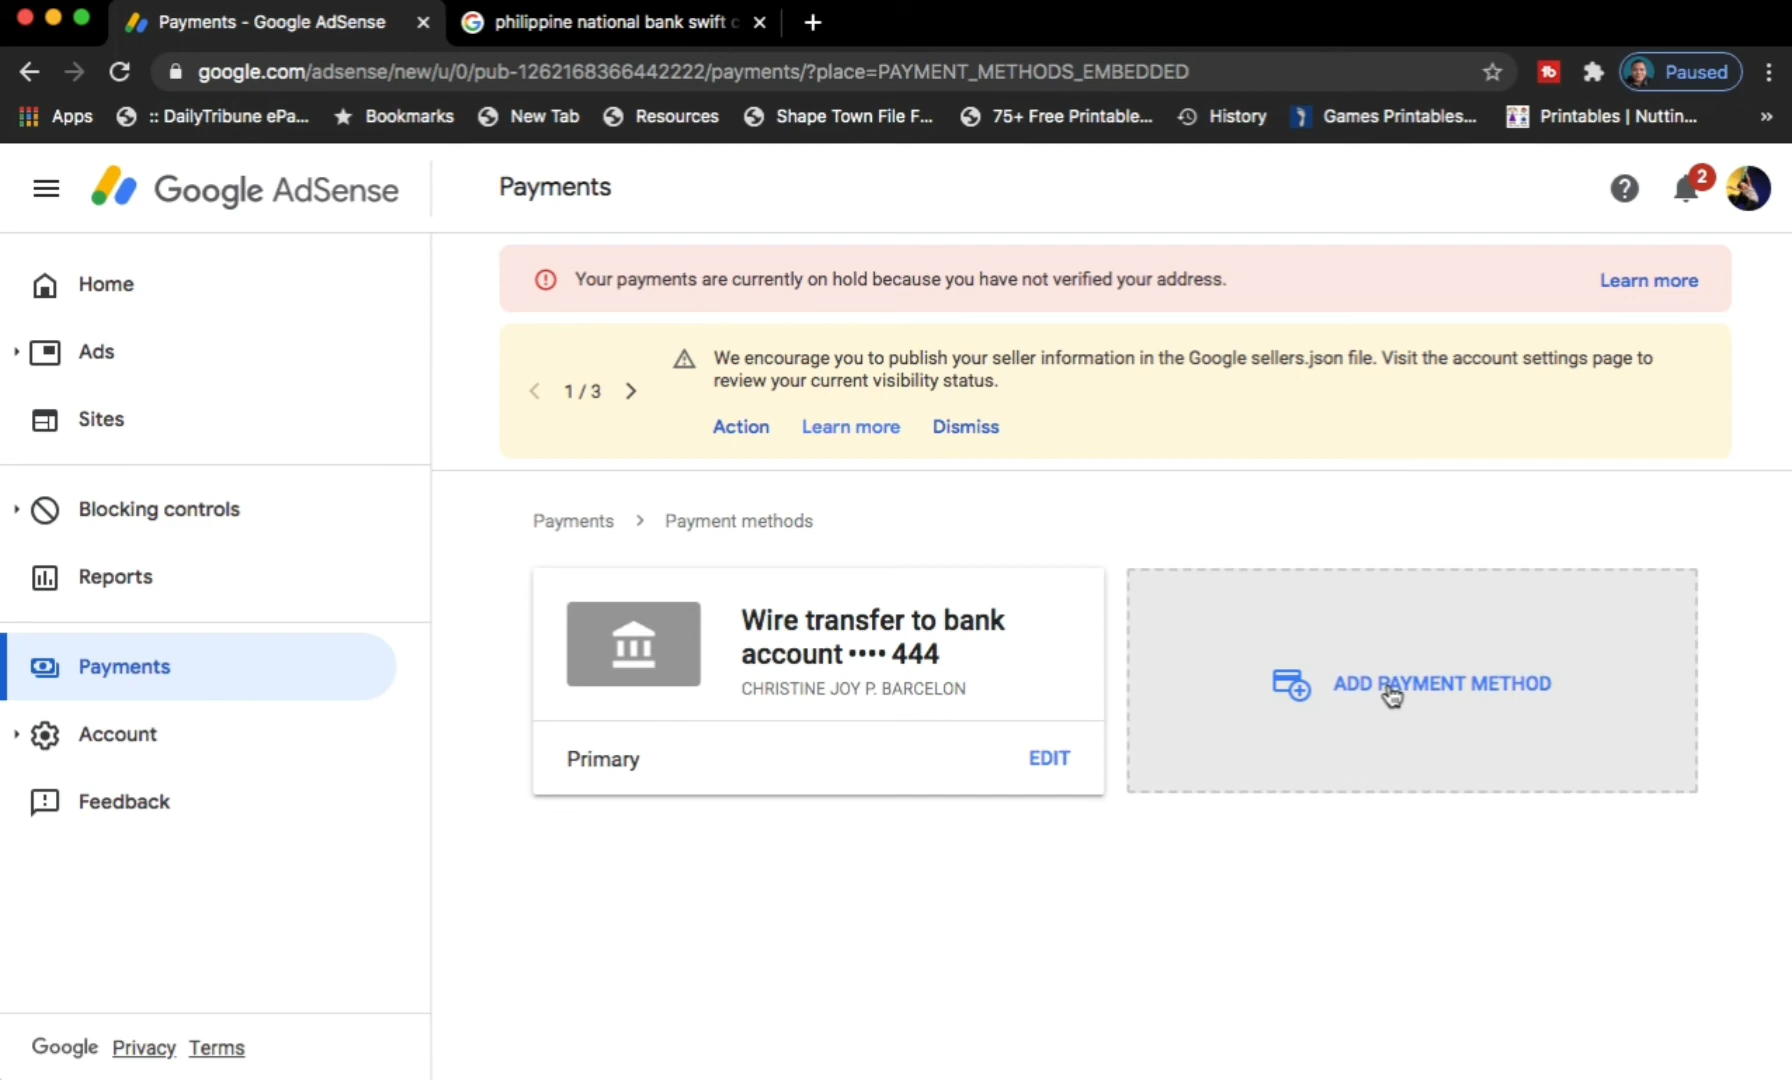 Payments - Google AdSense
philippine national bank swift c
google.com/adsense/new/u/0/pub-1262168366442222/payments/?place=PAYMENT_METHODS_EMBEDDED
Paused
Apps
:: DailyTribune ePa...
Bookmarks
New Tab
Resources
Shape Town File F...
75+ Free Printable...
History
Games Printables...
Printables | Nuttin...
»
Google AdSense
Payments
2
Home
Ads
Sites
Blocking controls
Reports
Payments
Account
Feedback
Google Privacy Terms
Your payments are currently on hold because you have not verified your address.
Learn more
1 / 3
We encourage you to publish your seller information in the Google sellers.json file. Visit the account settings page to
review your current visibility status.
Action Learn more Dismiss
Payments > Payment methods
Wire transfer to bank
account •••• 444
CHRISTINE JOY P. BARCELON
Primary
EDIT
ADD PAYMENT METHOD